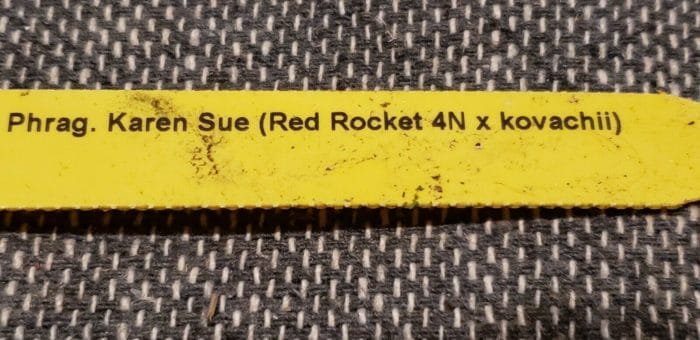 Phrag. Karen Sue (Red Rocket 4N x kovachii)